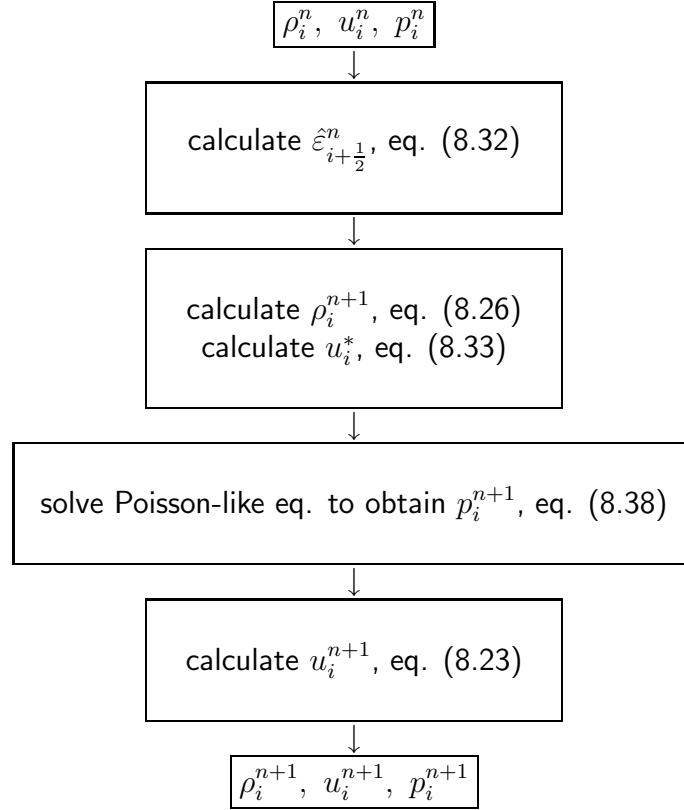 ρ_i^n, u_i^n, p_i^n
calculate ε̂^n_{i+\frac{1}{2}}, eq. (8.32)
calculate ρ_i^{n+1}, eq. (8.26)
calculate u_i^*, eq. (8.33)
solve Poisson-like eq. to obtain p_i^{n+1}, eq. (8.38)
calculate u_i^{n+1}, eq. (8.23)
ρ_i^{n+1}, u_i^{n+1}, p_i^{n+1}